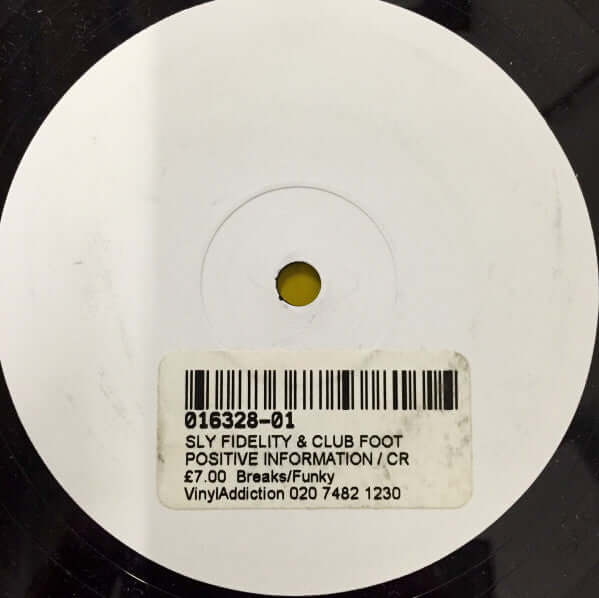 016328-01
SLY FIDELITY & CLUB FOOT
POSITIVE INFORMATION / CR
£7.00 Breaks/Funky
VinylAddiction 020 7482 1230